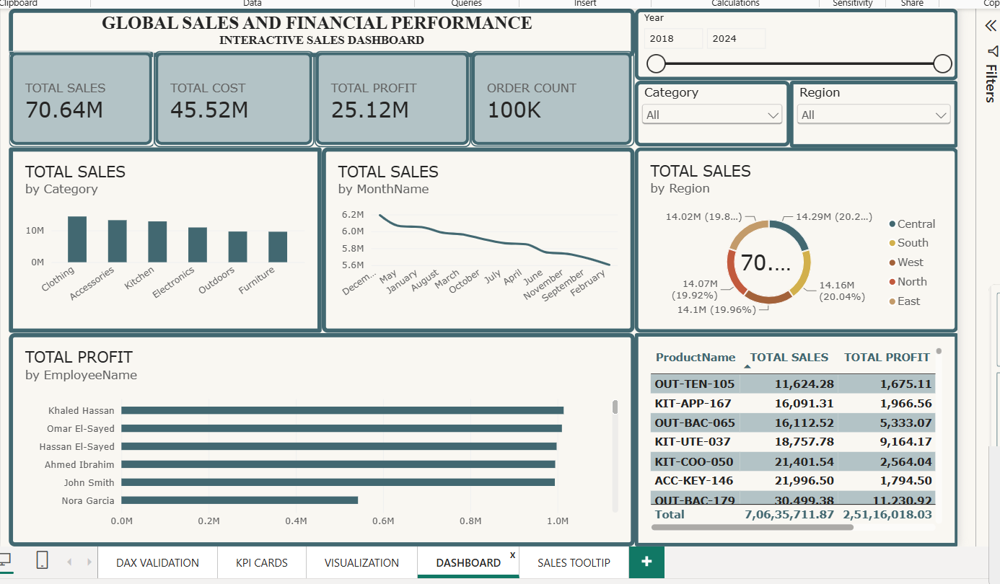 Clipboard
Data
Queries
Insert
Calculations
Sensitivity
Share
Cop
GLOBAL SALES AND FINANCIAL PERFORMANCE
INTERACTIVE SALES DASHBOARD
Year
2018 2024
Filters
TOTAL SALES
70.64M
TOTAL COST
45.52M
TOTAL PROFIT
25.12M
ORDER COUNT
100K
Category
All
Region
All
TOTAL SALES
by Category
10M
0M
Clothing
Accessories
Kitchen
Electronics
Outdoors
Furniture
TOTAL SALES
by MonthName
6.2M
6.0M
5.8M
5.6M
Decem...
May
January
August
March
October
July
April
June
November
September
February
TOTAL SALES
by Region
14.02M (19.8...)
14.29M (20.2...)
70....
14.07M
(19.92%)
14.16M
(20.04%)
14.1M (19.96%)
Central
South
West
North
East
TOTAL PROFIT
by EmployeeName
Khaled Hassan
Omar El-Sayed
Hassan El-Sayed
Ahmed Ibrahim
John Smith
Nora Garcia
0.0M 0.2M 0.4M 0.6M 0.8M 1.0M
ProductName TOTAL SALES TOTAL PROFIT
OUT-TEN-105 11,624.28 1,675.11
KIT-APP-167 16,091.31 1,966.56
OUT-BAC-065 16,112.52 5,333.07
KIT-UTE-037 18,757.78 9,164.17
KIT-COO-050 21,401.54 2,564.04
ACC-KEY-146 21,996.50 1,794.50
OUT-BAC-179 30,499.38 11,230.92
Total 7,06,35,711.87 2,51,16,018.03
DAX VALIDATION
KPI CARDS
VISUALIZATION
DASHBOARD
X
SALES TOOLTIP
+